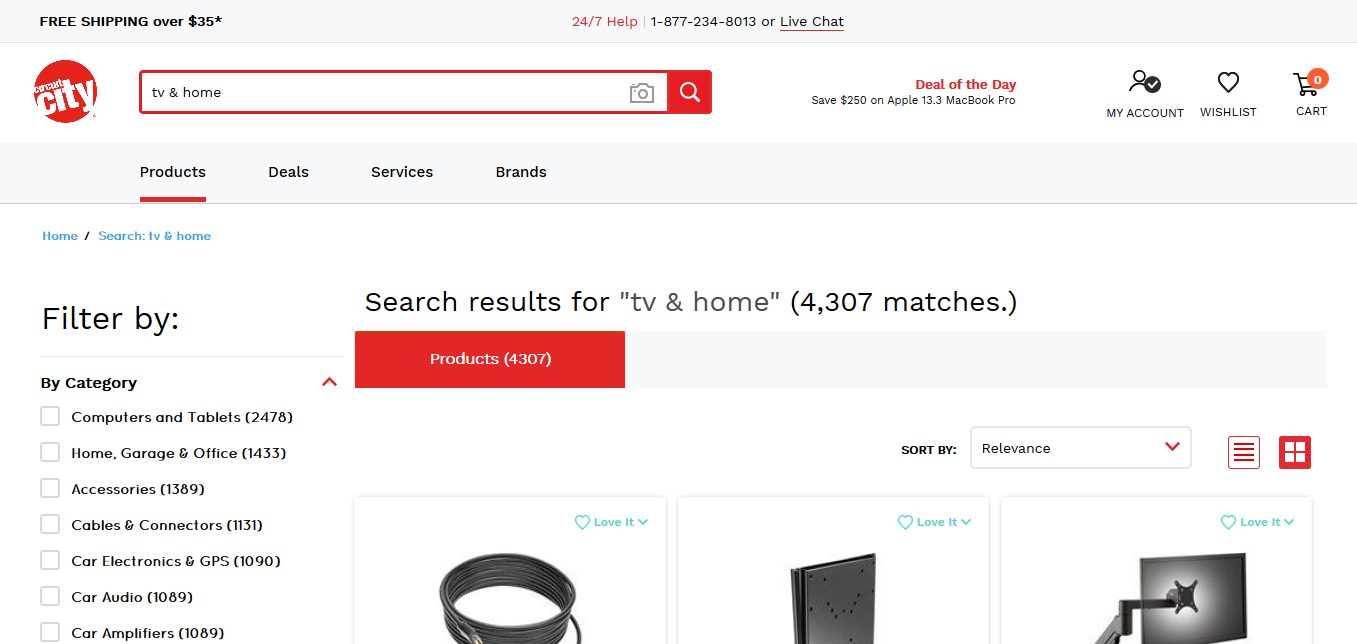 FREE SHIPPING over $35*
24/7 Help | 1-877-234-8013 or Live Chat
circuit
city
tv & home
Deal of the Day
Save $250 on Apple 13.3 MacBook Pro
MY ACCOUNT
WISHLIST
0
CART
Products
Deals
Services
Brands
Home / Search: tv & home
Search results for "tv & home" (4,307 matches.)
Filter by:
Products (4307)
By Category
Computers and Tablets (2478)
Home, Garage & Office (1433)
Accessories (1389)
Cables & Connectors (1131)
Car Electronics & GPS (1090)
Car Audio (1089)
Car Amplifiers (1089)
SORT BY:
Relevance
Love It
Love It
Love It